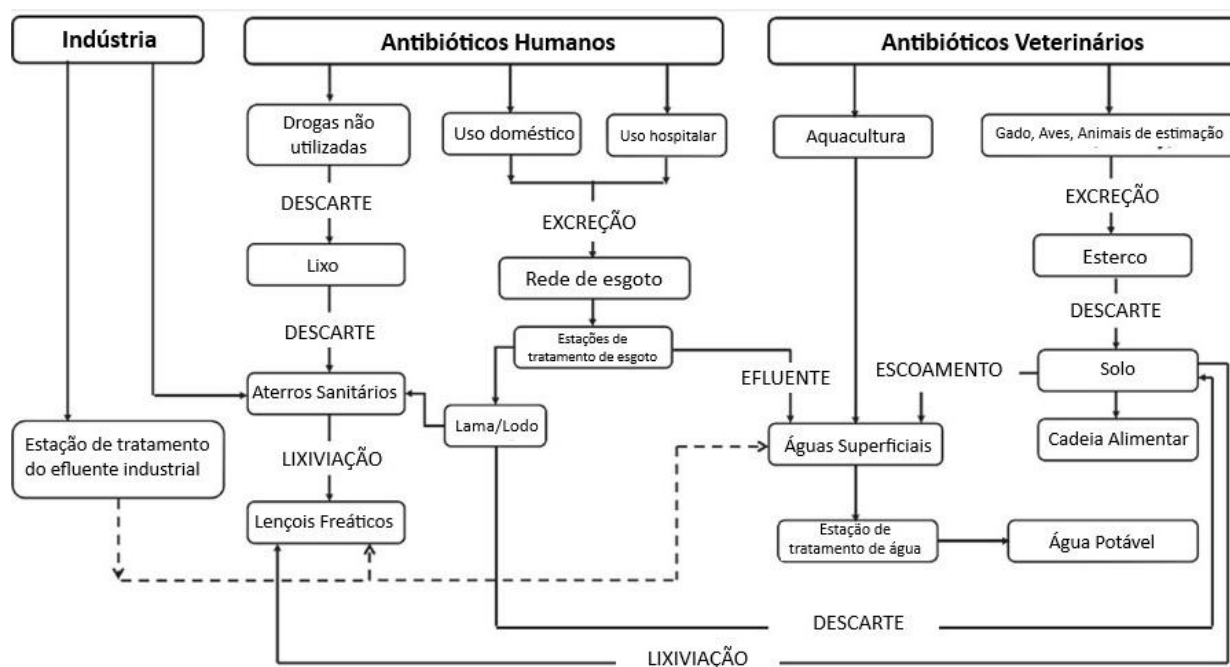 Indústria
Antibióticos Humanos
Antibióticos Veterinários
Drogas não
utilizadas
Uso doméstico
Uso hospitalar
Aquacultura
Gado, Aves, Animais de estimação
DESCARTE
EXCREÇÃO
EXCREÇÃO
Lixo
Rede de esgoto
Esterco
DESCARTE
DESCARTE
Estações de
tratamento de esgoto
EFLUENTE
ESCOAMENTO
Solo
Aterros Sanitários
Lama/Lodo
Estação de tratamento
do efluente industrial
LIXIVIAÇÃO
Águas Superficiais
Cadeia Alimentar
Lençois Freáticos
Estação de
tratamento de água
Água Potável
DESCARTE
LIXIVIAÇÃO